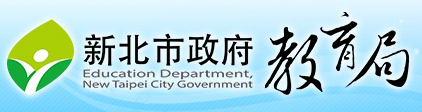 新北市政府
Education Department,
New Taipei City Government
教育局